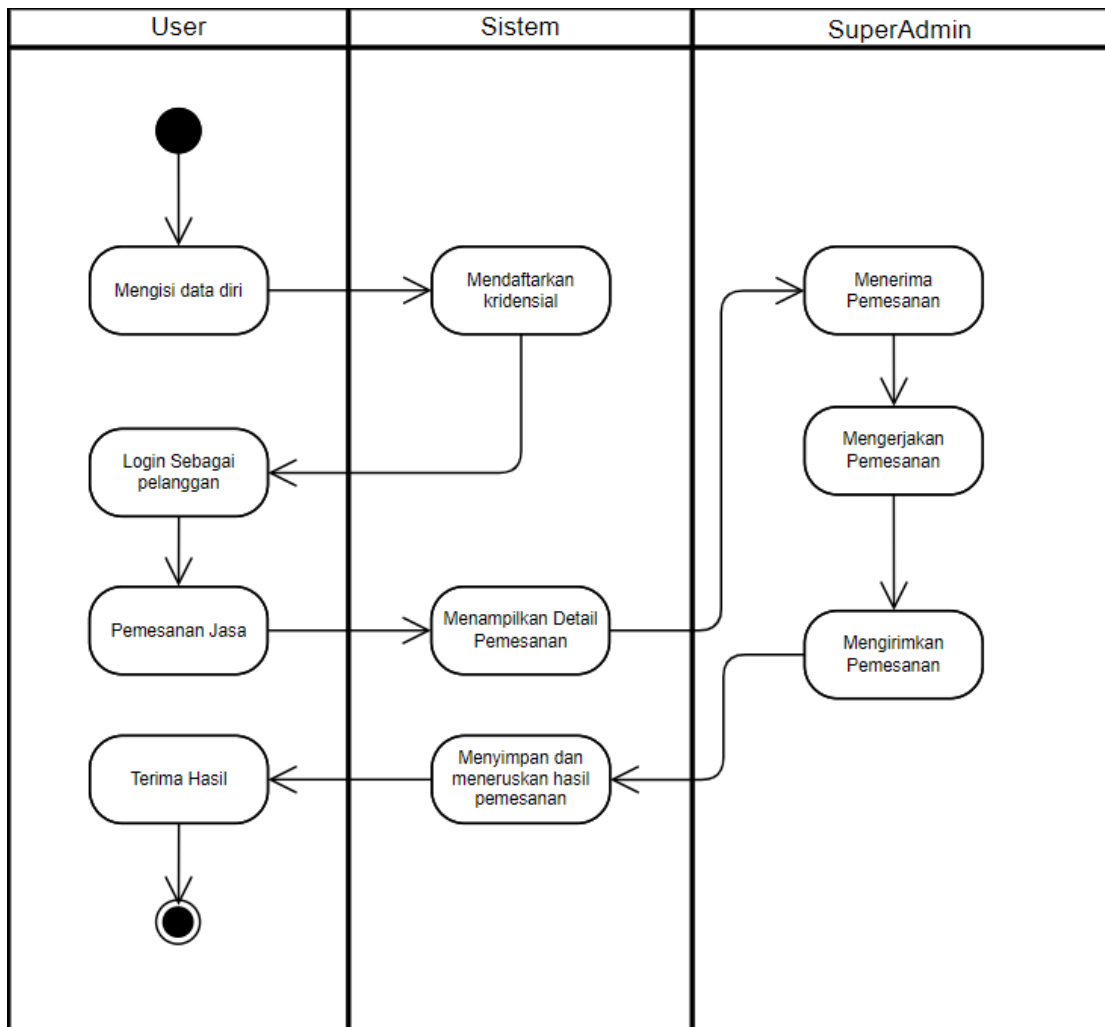 User
Sistem
SuperAdmin
Mengisi data diri
Mendaftarkan
kridensial
Menerima
Pemesanan
Login Sebagai
pelanggan
Mengerjakan
Pemesanan
Pemesanan Jasa
Menampilkan Detail
Pemesanan
Mengirimkan
Pemesanan
Terima Hasil
Menyimpan dan
meneruskan hasil
pemesanan